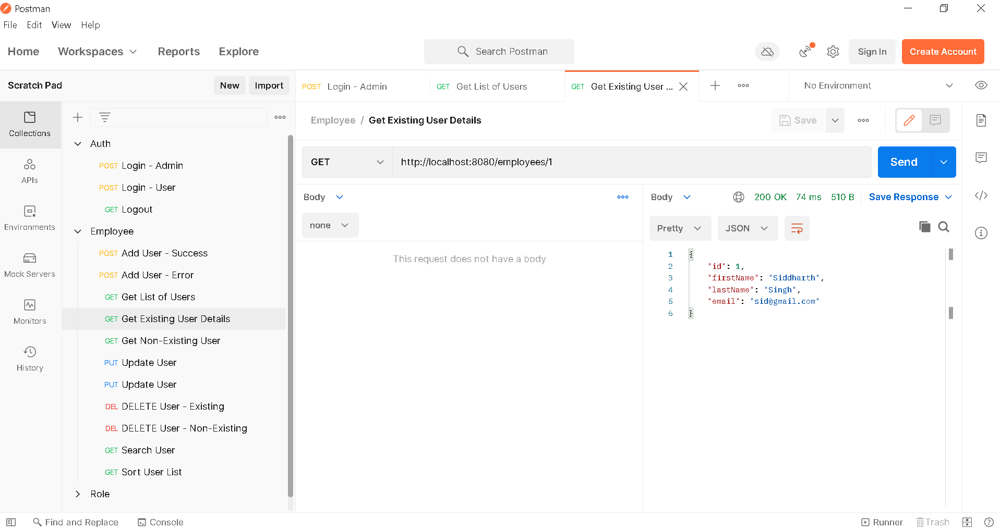 Postman
File Edit View Help
Home Workspaces Reports Explore
Search Postman
Sign In
Create Account
Scratch Pad
New
Import
POST Login - Admin
GET Get List of Users
GET Get Existing User ...
No Environment
Collections
APIs
Environments
Mock Servers
Monitors
History
Auth
POST Login - Admin
POST Login - User
GET Logout
Employee
POST Add User - Success
POST Add User - Error
GET Get List of Users
GET Get Existing User Details
GET Get Non-Existing User
PUT Update User
PUT Update User
DEL DELETE User - Existing
DEL DELETE User - Non-Existing
GET Search User
GET Sort User List
Role
Employee / Get Existing User Details
Save
GET
http://localhost:8080/employees/1
Send
Body
none
This request does not have a body
Body
200 OK 74 ms 510 B
Save Response
Pretty
JSON
1 {
2 "id": 1,
3 "firstName": "Siddharth",
4 "lastName": "Singh",
5 "email": "sid@gmail.com"
6 }
Find and Replace
Console
Runner
Trash